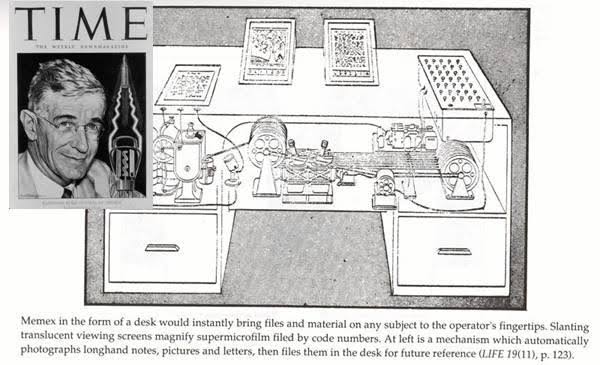 TIME
THE WEEKLY NEWSMAGAZINE
Memex in the form of a desk would instantly bring files and material on any subject to the operator's fingertips. Slanting
translucent viewing screens magnify supermicrofilm filed by code numbers. At left is a mechanism which automatically
photographs longhand notes, pictures and letters, then files them in the desk for future reference (LIFE 19(11), p. 123).